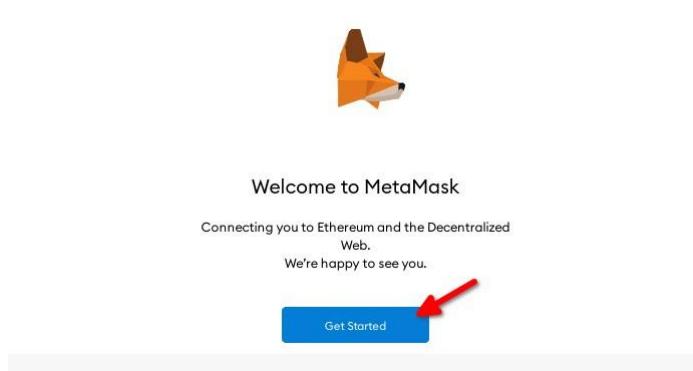 Welcome to MetaMask
Connecting you to Ethereum and the Decentralized
Web.
We're happy to see you.
Get Started